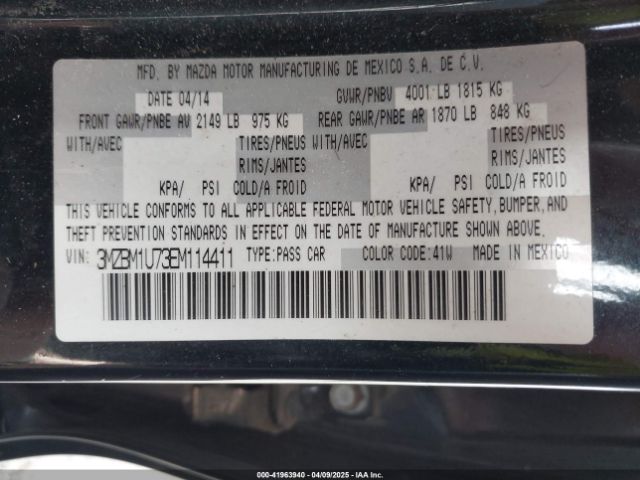 MFD. BY MAZDA MOTOR MANUFACTURING DE MEXICO S.A. DE C.V.
DATE 04/14 GVWR/PNBV 4001 LB 1815 KG
FRONT GAWR/PNBE AV 2149 LB 975 KG REAR GAWR/PNBE AR 1870 LB 848 KG
WITH/AVEC TIRES/PNEUS WITH/AVEC TIRES/PNEUS
RIMS/JANTES RIMS/JANTES
KPA/ PSI COLD/A FROID KPA/ PSI COLD/A FROID
THIS VEHICLE CONFORMS TO ALL APPLICABLE FEDERAL MOTOR VEHICLE SAFETY, BUMPER, AND
THEFT PREVENTION STANDARDS IN EFFECT ON THE DATE OF MANUFACTURE SHOWN ABOVE.
VIN: 3MZBM1U73EM114411 TYPE:PASS CAR COLOR CODE:41W MADE IN MEXICO
000-41963940 - 04/09/2025 - IAAI.COM